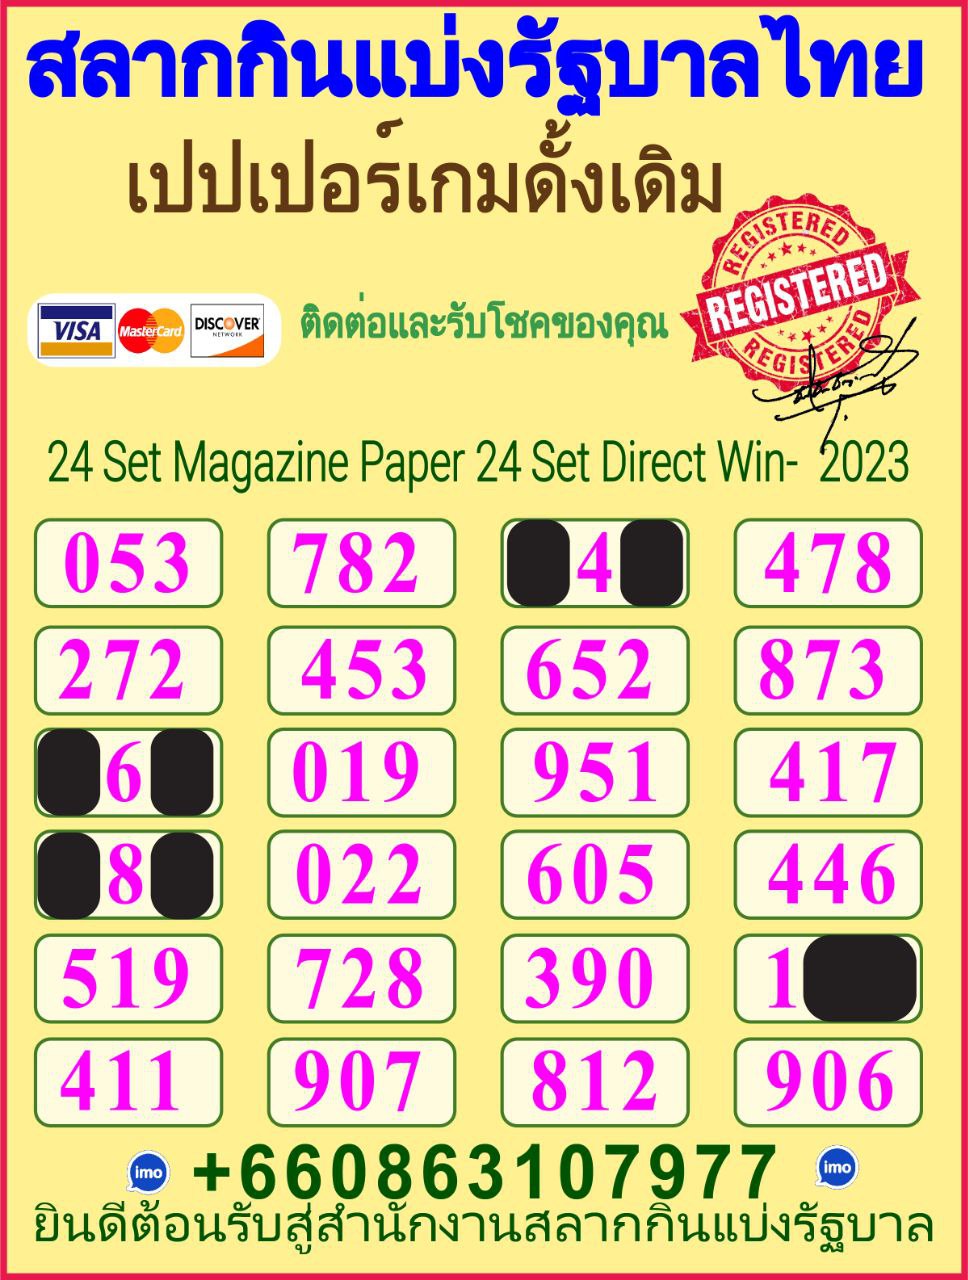 สลากกินแบ่งรัฐบาลไทย
เปปเปอร์เกมดั้งเดิม
REGISTERED
REGISTERED
REGISTERED
VISA MasterCard DISCOVER NETWORK ติดต่อและรับโชคของคุณ
24 Set Magazine Paper 24 Set Direct Win- 2023
053 782 4 478
272 453 652 873
6 019 951 417
8 022 605 446
519 728 390 1
411 907 812 906
imo +660863107977 imo
ยินดีต้อนรับสู่สำนักงานสลากกินแบ่งรัฐบาล